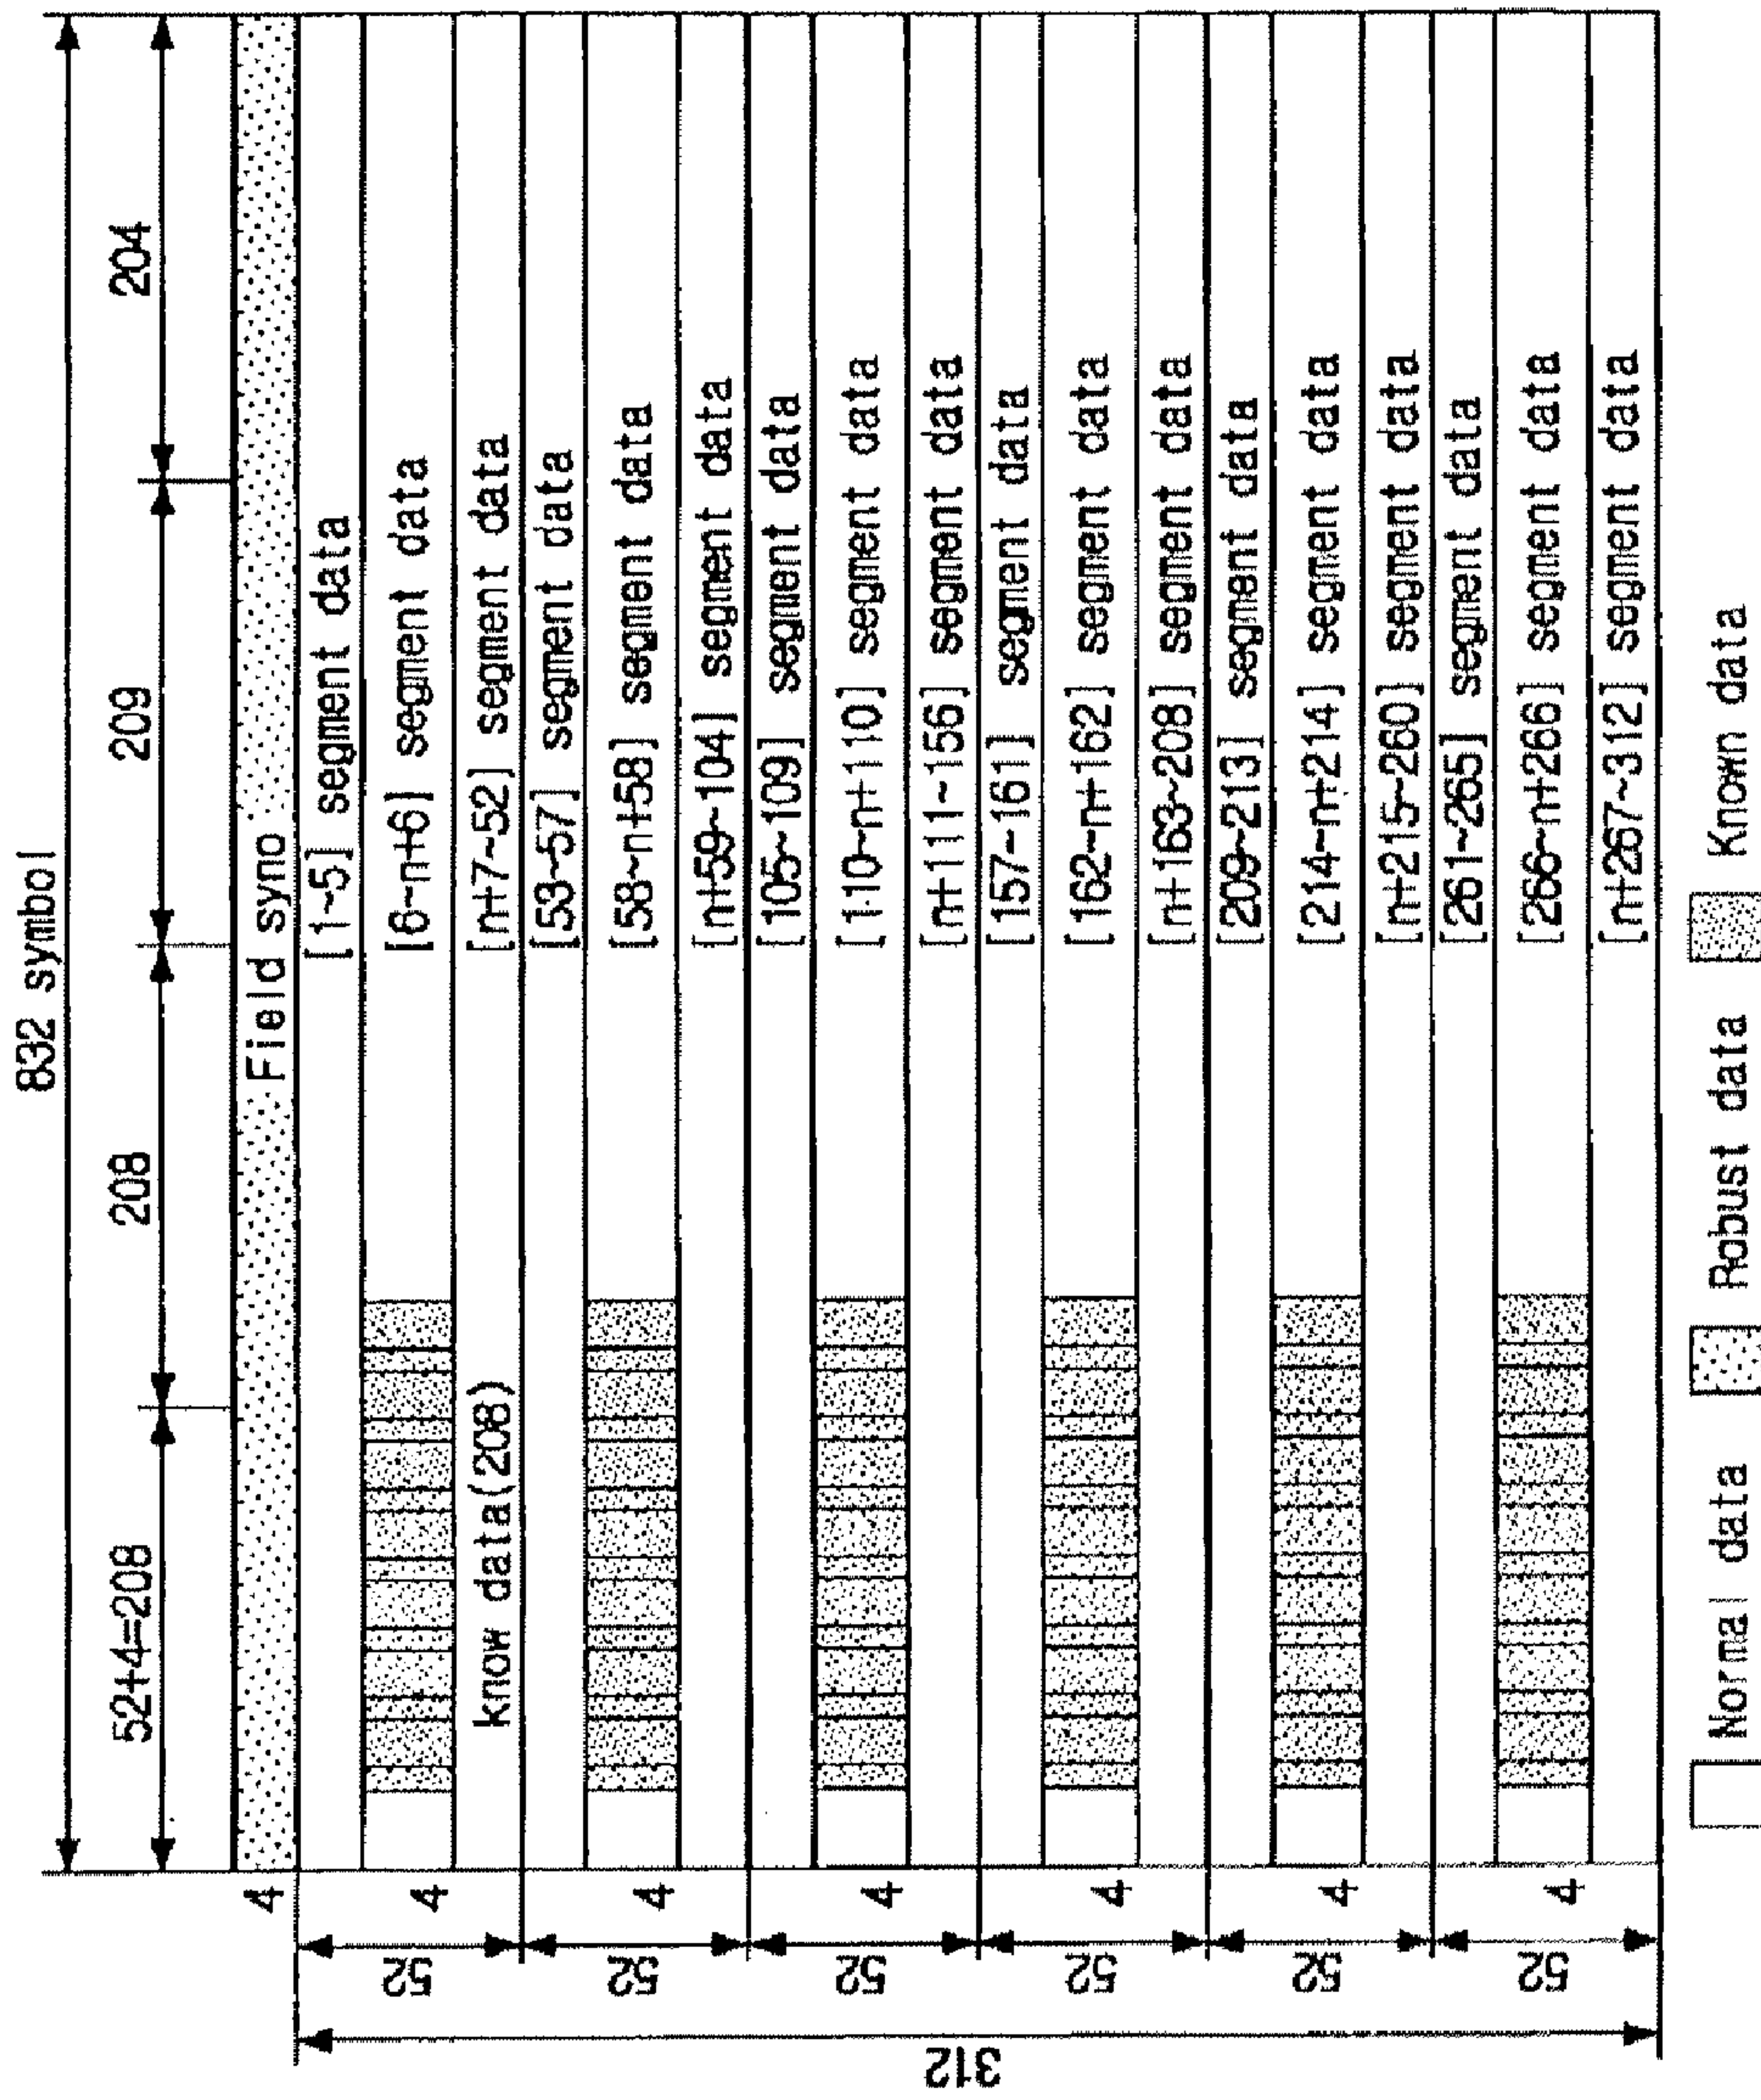 832 symbol
52+4=208
208
209
204
4
Field syno
[1~5] segment data
4
[6~n+6] segment data
know data(208)
[n+7~52] segment data
52
[53~57] segment data
4
[58~n+58] segment data
[n+59~104] segment data
52
[105~109] segment data
4
[110~n+110] segment data
[n+111~156] segment data
52
[157~161] segment data
4
[162~n+162] segment data
[n+163~208] segment data
52
[209~213] segment data
4
[214~n+214] segment data
[n+215~260] segment data
52
[261~265] segment data
4
[266~n+266] segment data
[n+267~312] segment data
52
312
Normal data
Robust data
Known data